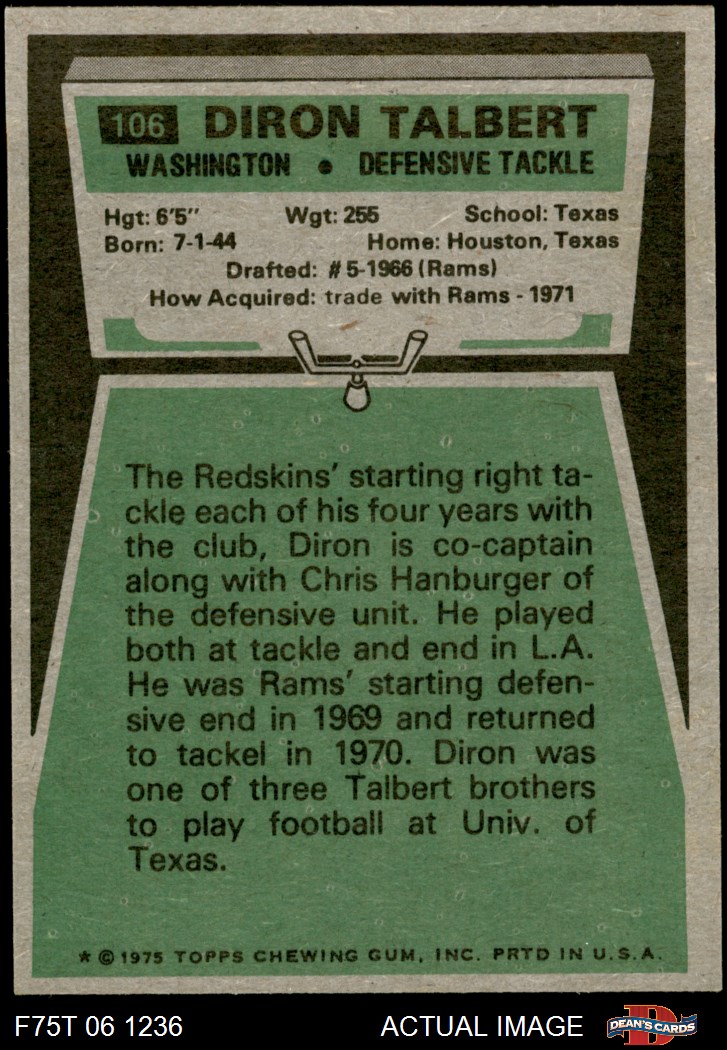 106 DIRON TALBERT
WASHINGTON • DEFENSIVE TACKLE
Hgt: 6'5" Wgt: 255 School: Texas
Born: 7-1-44 Home: Houston, Texas
Drafted: #5-1966 (Rams)
How Acquired: trade with Rams - 1971
The Redskins' starting right ta-
ckle each of his four years with
the club, Diron is co-captain
along with Chris Hanburger of
the defensive unit. He played
both at tackle and end in L.A.
He was Rams' starting defen-
sive end in 1969 and returned
to tackel in 1970. Diron was
one of three Talbert brothers
to play football at Univ. of
Texas.
* © 1975 TOPPS CHEWING GUM, INC. PRTD IN U.S.A.
F75T 06 1236 ACTUAL IMAGE D DEAN'S CARDS